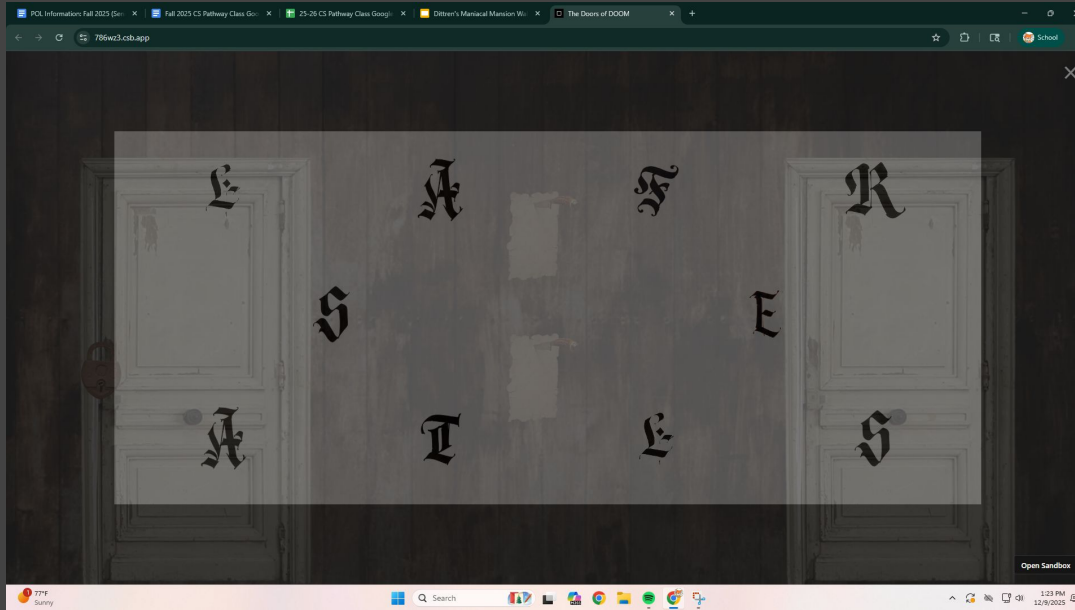 POL Information: Fall 2025 (Sen
Fall 2025 CS Pathway Class Goo
25-26 CS Pathway Class Google
Dittren's Maniacal Mansion Wa
The Doors of DOOM
786wz3.csb.app
School
E A F R
S E
A T E S
Open Sandbox
77°F
Sunny
Search
1:23 PM
12/9/2025